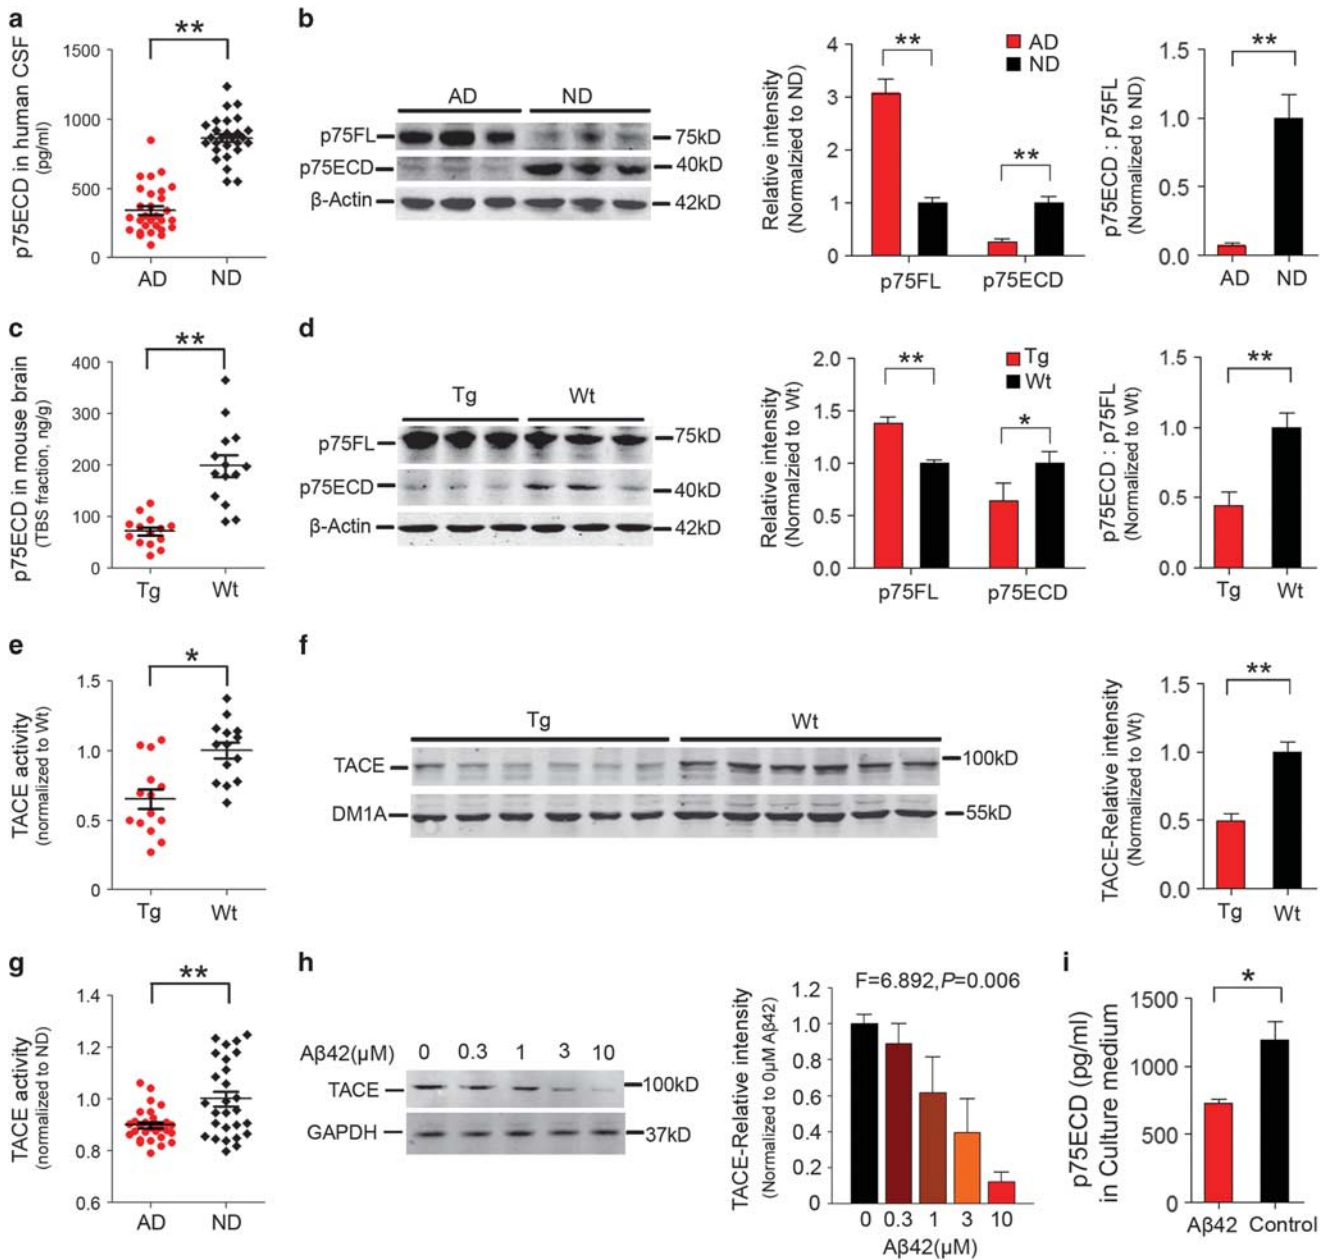 a
p75ECD in human CSF
(pg/ml)
1500
1000
500
0
**
AD
ND
b
AD
ND
p75FL
p75ECD
β-Actin
75kD
40kD
42kD
Relative intensity
(Normalzied to ND)
4
3
2
1
0
**
**
AD
ND
p75FL
p75ECD
p75ECD : p75FL
(Normalized to ND)
1.5
1.0
0.5
0.0
**
AD
ND
c
p75ECD in mouse brain
(TBS fraction, ng/g)
400
300
200
100
0
**
Tg
Wt
d
Tg
Wt
p75FL
p75ECD
β-Actin
75kD
40kD
42kD
Relative intensity
(Normalzied to Wt)
2.0
1.5
1.0
0.5
0.0
**
*
Tg
Wt
p75FL
p75ECD
p75ECD : p75FL
(Normalized to Wt)
1.5
1.0
0.5
0.0
**
Tg
Wt
e
TACE activity
(normalized to Wt)
1.5
1.0
0.5
0
*
Tg
Wt
f
Tg
Wt
TACE
DM1A
100kD
55kD
TACE-Relative intensity
(Normalized to Wt)
1.5
1.0
0.5
0.0
**
Tg
Wt
g
TACE activity
(normalized to ND)
1.4
1.2
1.0
0.8
0.6
**
AD
ND
h
Aβ42(μM) 0 0.3 1 3 10
TACE
GAPDH
100kD
37kD
TACE-Relative intensity
(Normalized to 0μM Aβ42)
F=6.892,P=0.006
1.2
1.0
0.8
0.6
0.4
0.2
0
0 0.3 1 3 10
Aβ42(μM)
i
p75ECD (pg/ml)
in Culture medium
1500
1000
500
0
*
Aβ42 Control